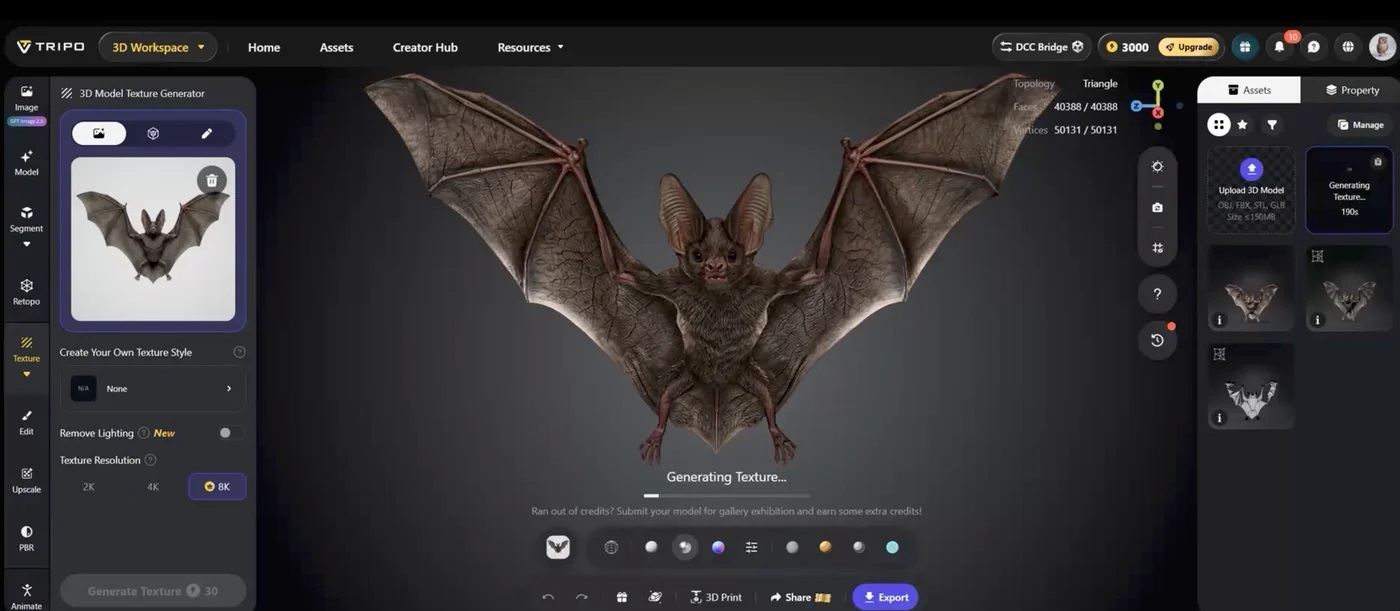 TRIPO
3D Workspace
Home
Assets
Creator Hub
Resources
DCC Bridge
3000
Upgrade
10
Image
GPT Image 2.0
Model
Segment
Retopo
Texture
Edit
Upscale
PBR
Animate
3D Model Texture Generator
Create Your Own Texture Style
?
N/A
None
Remove Lighting ? New
Texture Resolution ?
2K
4K
8K
Generate Texture 30
Topology Triangle
Faces 40388 / 40388
Vertices 50131 / 50131
Y
Z
X
?
Generating Texture...
Ran out of credits? Submit your model for gallery exhibition and earn some extra credits!
3D Print
Share
Export
Assets
Property
Manage
Upload 3D Model
OBJ, FBX, STL, GLB
Size ≤150MB
Generating
Texture...
190s